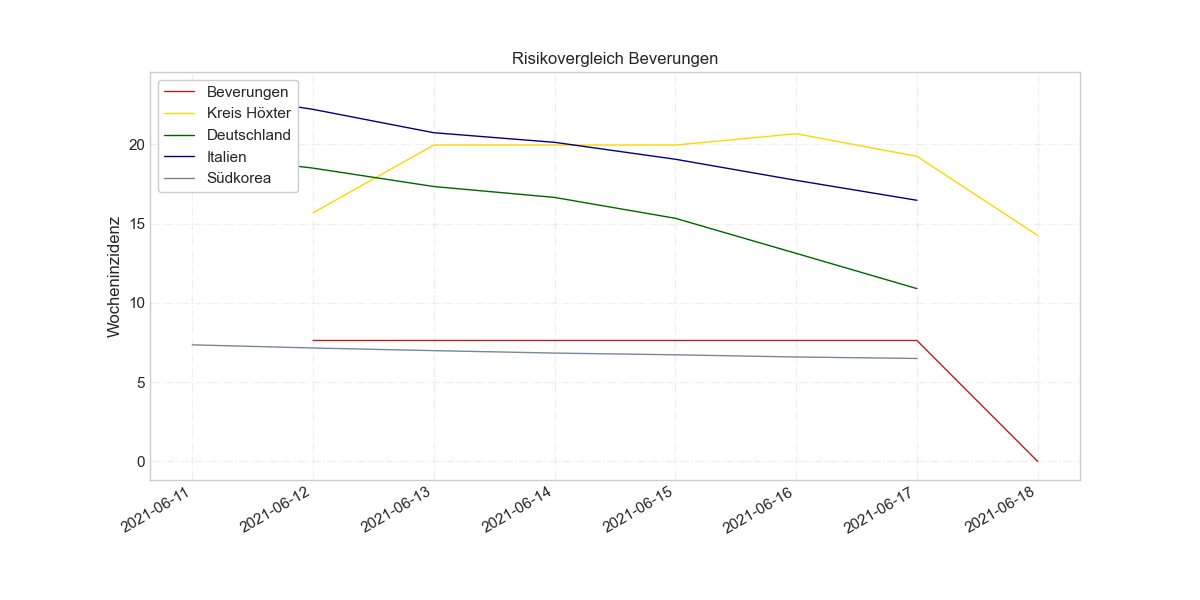 Risikovergleich Beverungen
Beverungen
Kreis Höxter
Deutschland
Italien
Südkorea
Wocheninzidenz
20
15
10
5
0
2021-06-11
2021-06-12
2021-06-13
2021-06-14
2021-06-15
2021-06-16
2021-06-17
2021-06-18